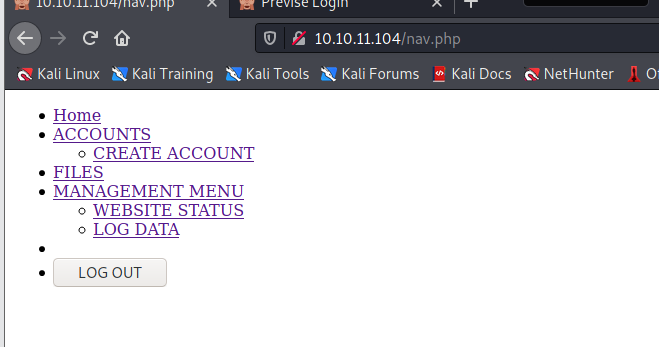 10.10.11.104/nav.php
Previse Login
10.10.11.104/nav.php
Kali Linux Kali Training Kali Tools Kali Forums Kali Docs NetHunter
Home
ACCOUNTS
CREATE ACCOUNT
FILES
MANAGEMENT MENU
WEBSITE STATUS
LOG DATA
LOG OUT